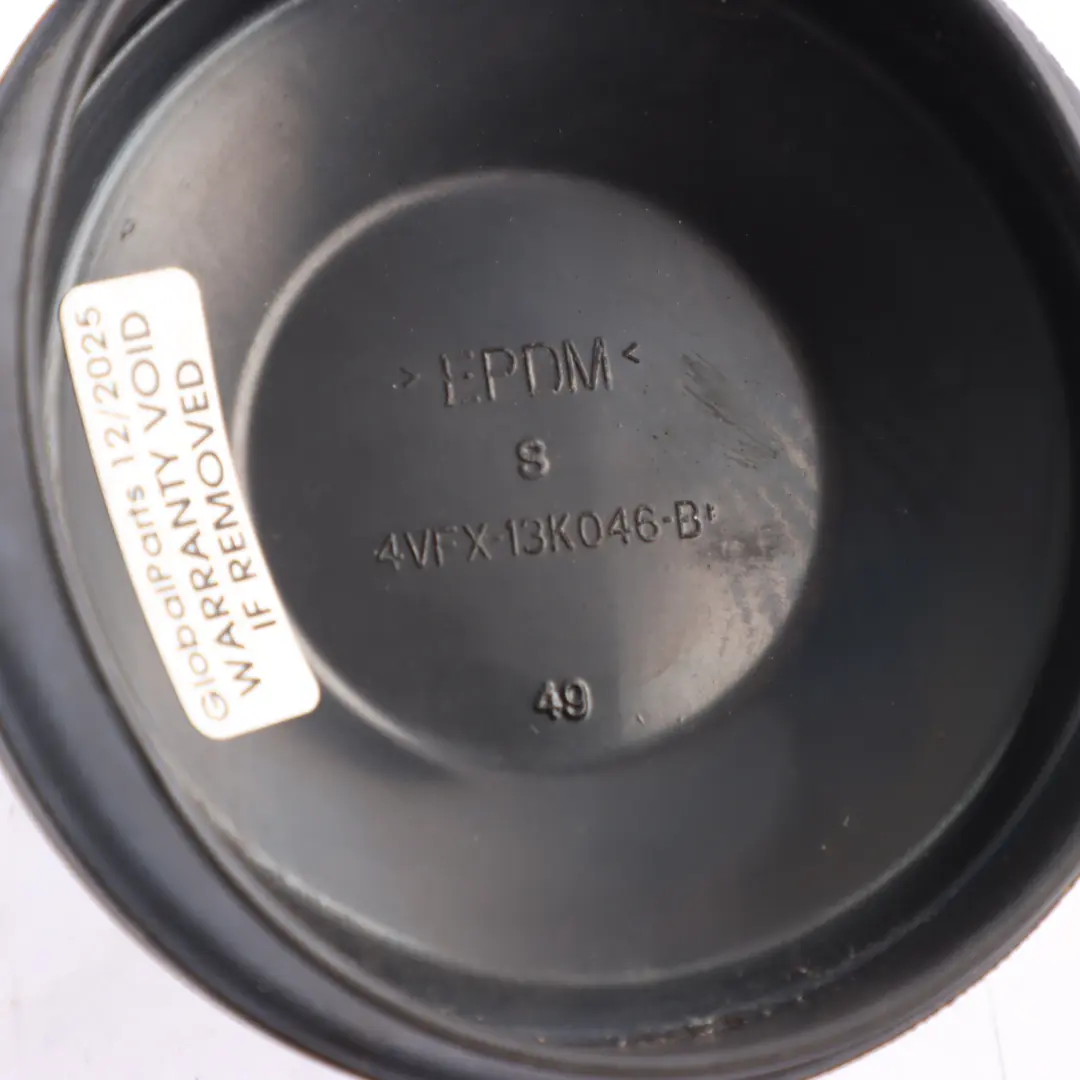 > EPDM <
S
4VFX-13K046-B
49
GlobalParts 12/2025
WARRANTY VOID
IF REMOVED